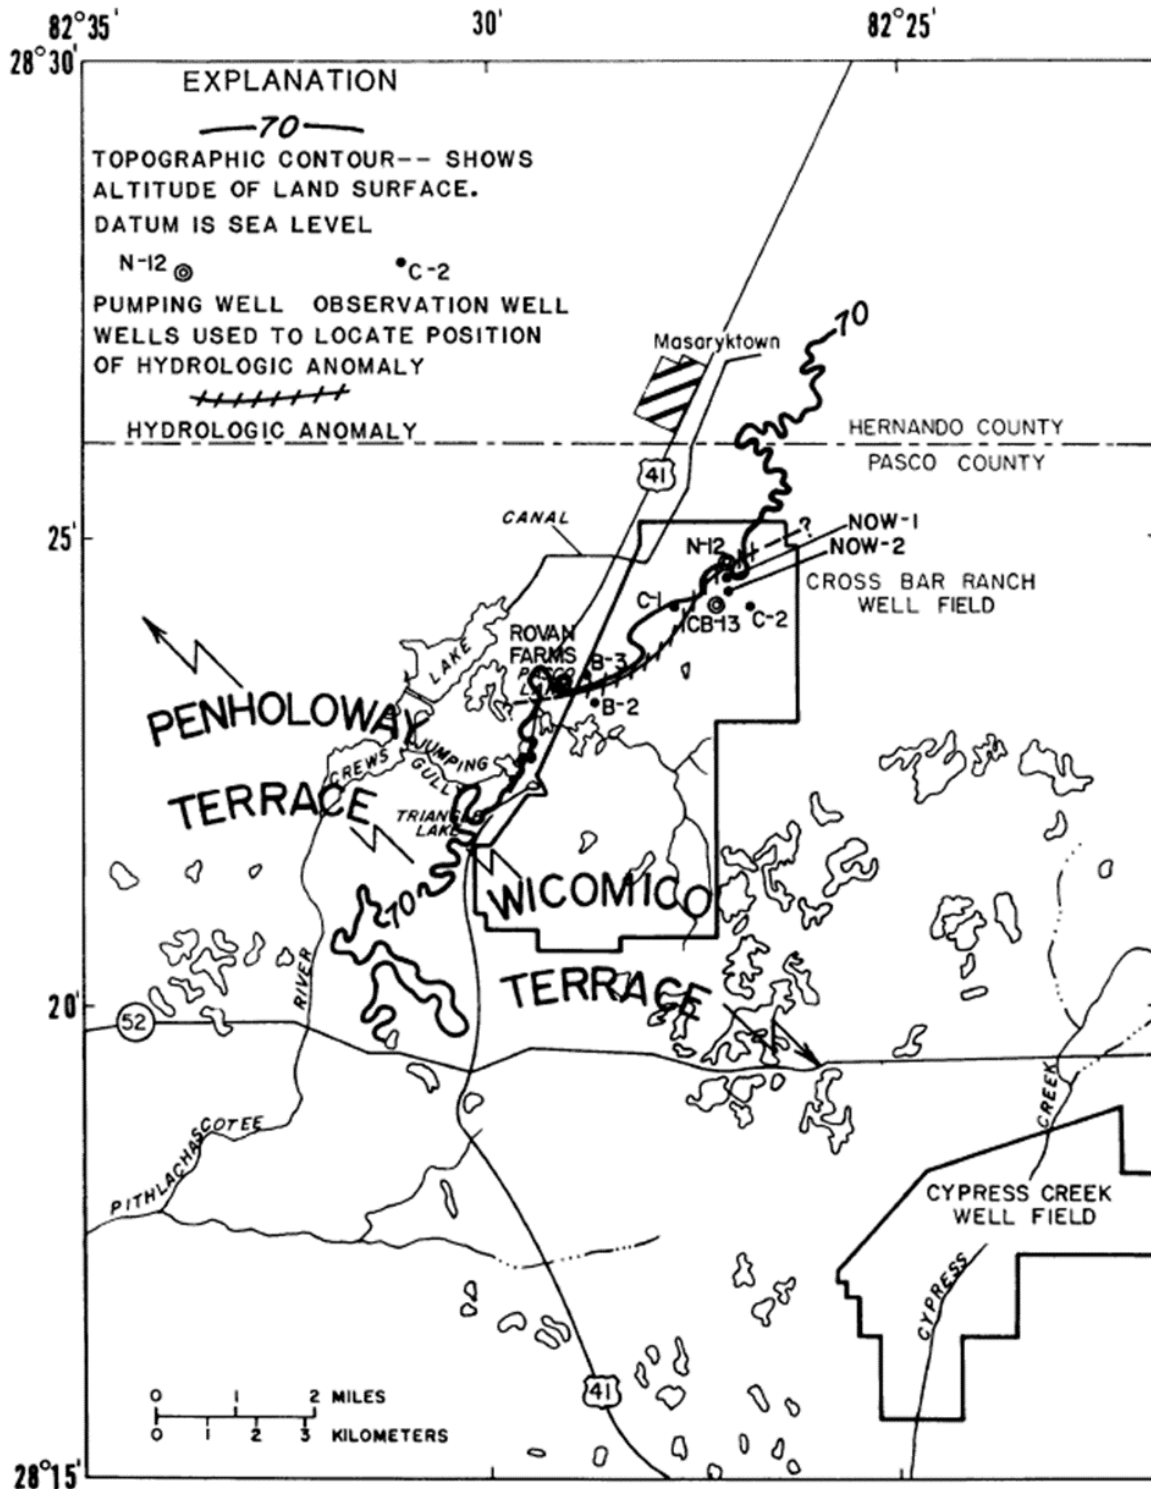 82°35'
30'
82°25'
28°30'
EXPLANATION
70
TOPOGRAPHIC CONTOUR-- SHOWS
ALTITUDE OF LAND SURFACE.
DATUM IS SEA LEVEL
N-12
C-2
PUMPING WELL OBSERVATION WELL
WELLS USED TO LOCATE POSITION
OF HYDROLOGIC ANOMALY
HYDROLOGIC ANOMALY
70
Masaryktown
HERNANDO COUNTY
PASCO COUNTY
41
CANAL
25'
?
NOW-1
N-12
NOW-2
CROSS BAR RANCH
WELL FIELD
C-1
CB-13
C-2
ROVAN
FARMS
PASCO
LAKE
B-3
B-2
?
PENHOLOWAY
TERRACE
CREWS
JUMPING
GULLY
TRIANGLE
LAKE
70
WICOMICO
TERRACE
RIVER
20'
52
CREEK
PITHLACHASCOTEE
CYPRESS CREEK
WELL FIELD
CYPRESS
41
0 1 2 MILES
0 1 2 3 KILOMETERS
28°15'